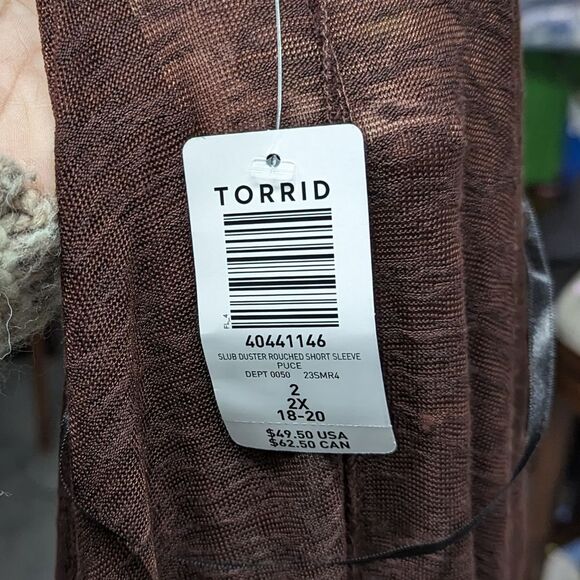 TORRID
FL_4
40441146
SLUB DUSTER ROUCHED SHORT SLEEVE
PUCE
DEPT 0050 23SMR4
2
2X
18-20
$49.50 USA
$62.50 CAN